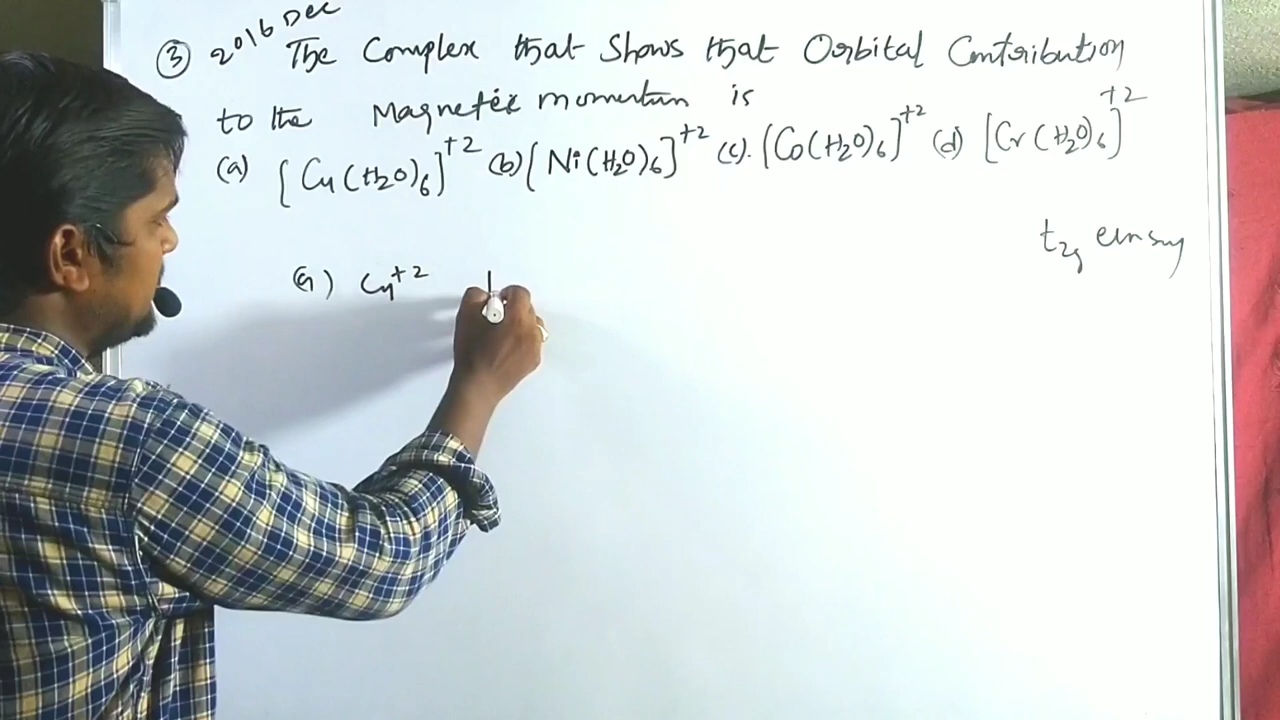 ③ 2016 Dec The Complex that Shows that Orbital Contribution
to the Magnetic momentum is
(a) [Cu(H₂O)₆]⁺² (b) [Ni(H₂O)₆]⁺² (c). [Co(H₂O)₆]⁺² (d) [Cr(H₂O)₆]⁺²
t₂g
(a) Cu⁺²